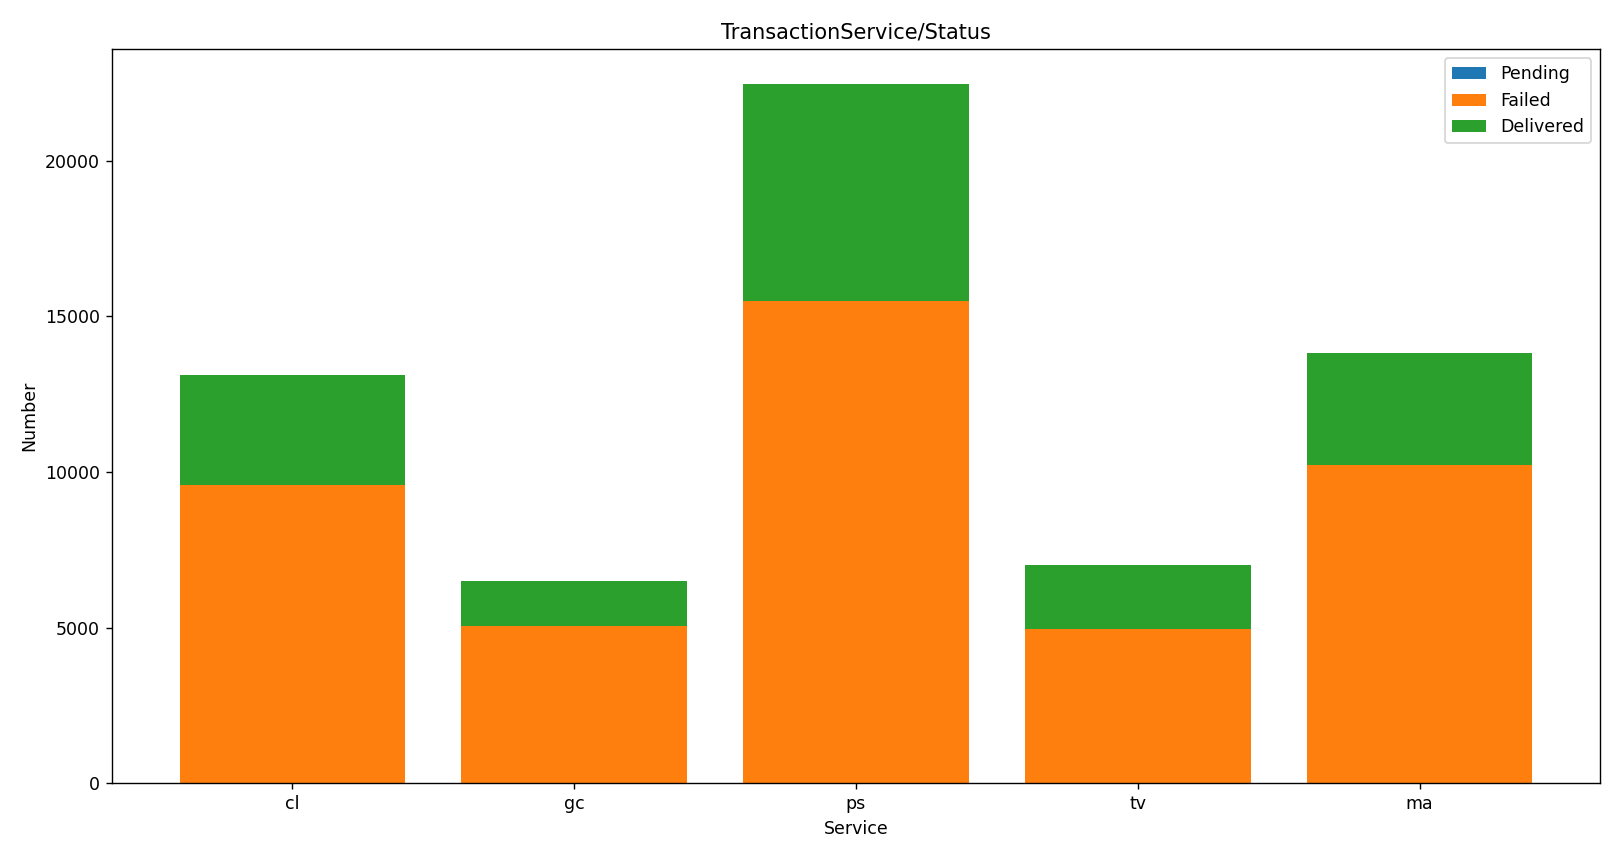 TransactionService/Status
Pending
Failed
Delivered
20000
15000
10000
5000
0
Number
cl
gc
ps
tv
ma
Service